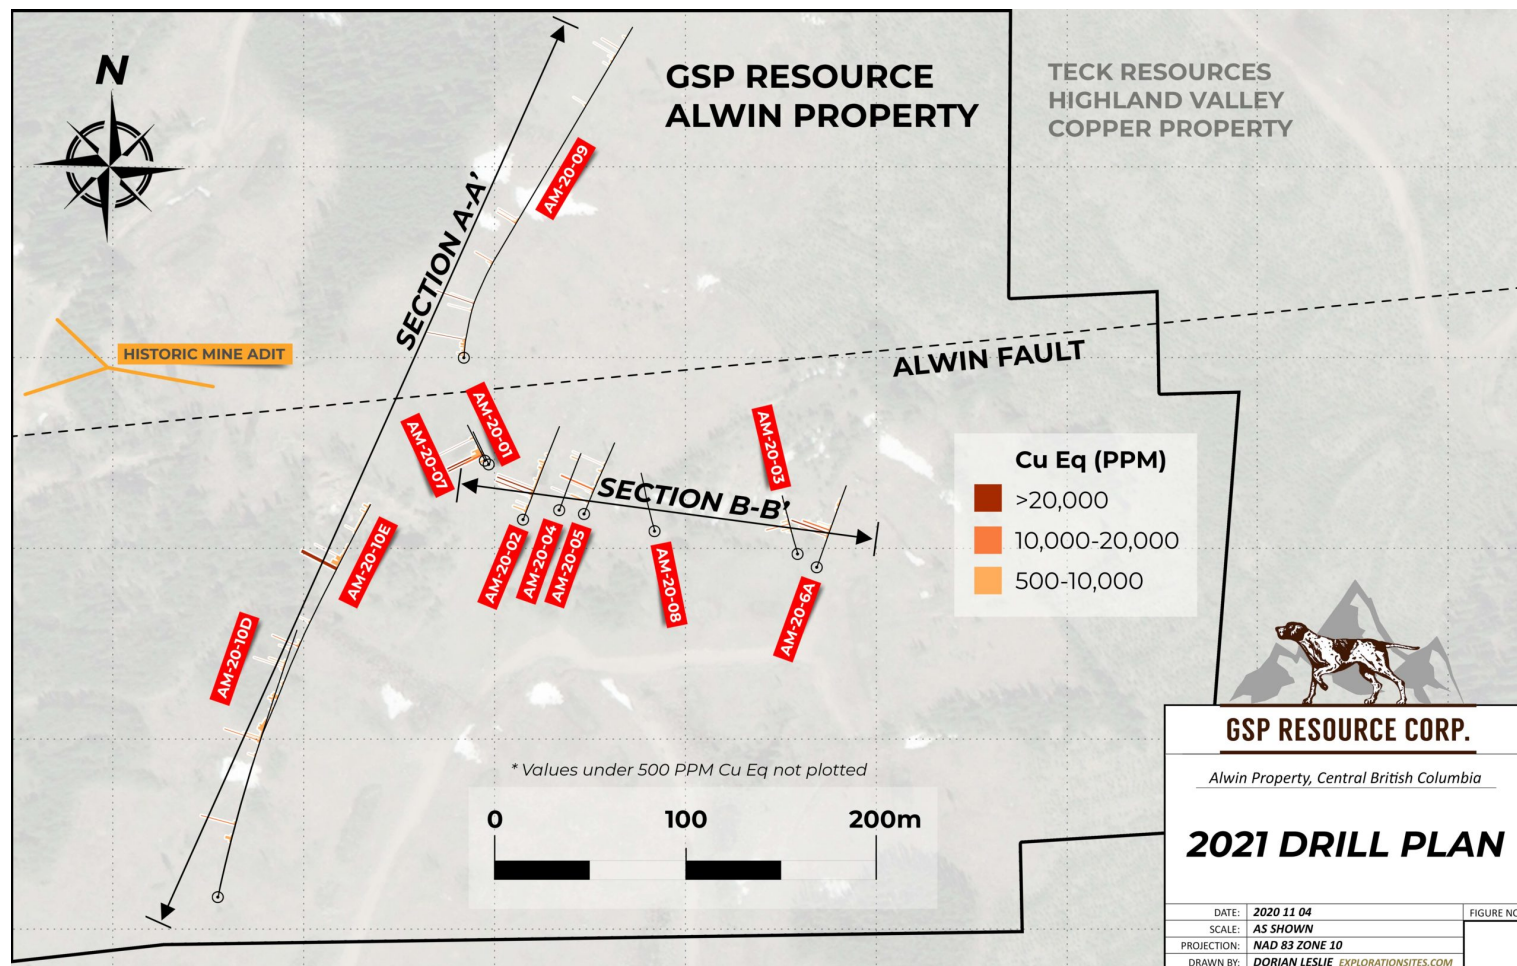 N
GSP RESOURCE
ALWIN PROPERTY
TECK RESOURCES
HIGHLAND VALLEY
COPPER PROPERTY
AM-20-09
SECTION A-A'
HISTORIC MINE ADIT
ALWIN FAULT
AM-20-01
AM-20-07
AM-20-03
SECTION B-B'
AM-20-02
AM-20-04
AM-20-05
AM-20-08
AM-20-6A
AM-20-10E
AM-20-10D
Cu Eq (PPM)
>20,000
10,000-20,000
500-10,000
* Values under 500 PPM Cu Eq not plotted
0 100 200m
GSP RESOURCE CORP.
Alwin Property, Central British Columbia
2021 DRILL PLAN
DATE: 2020 11 04 FIGURE NO
SCALE: AS SHOWN
PROJECTION: NAD 83 ZONE 10
DRAWN BY: DORIAN LESLIE EXPLORATIONSITES.COM